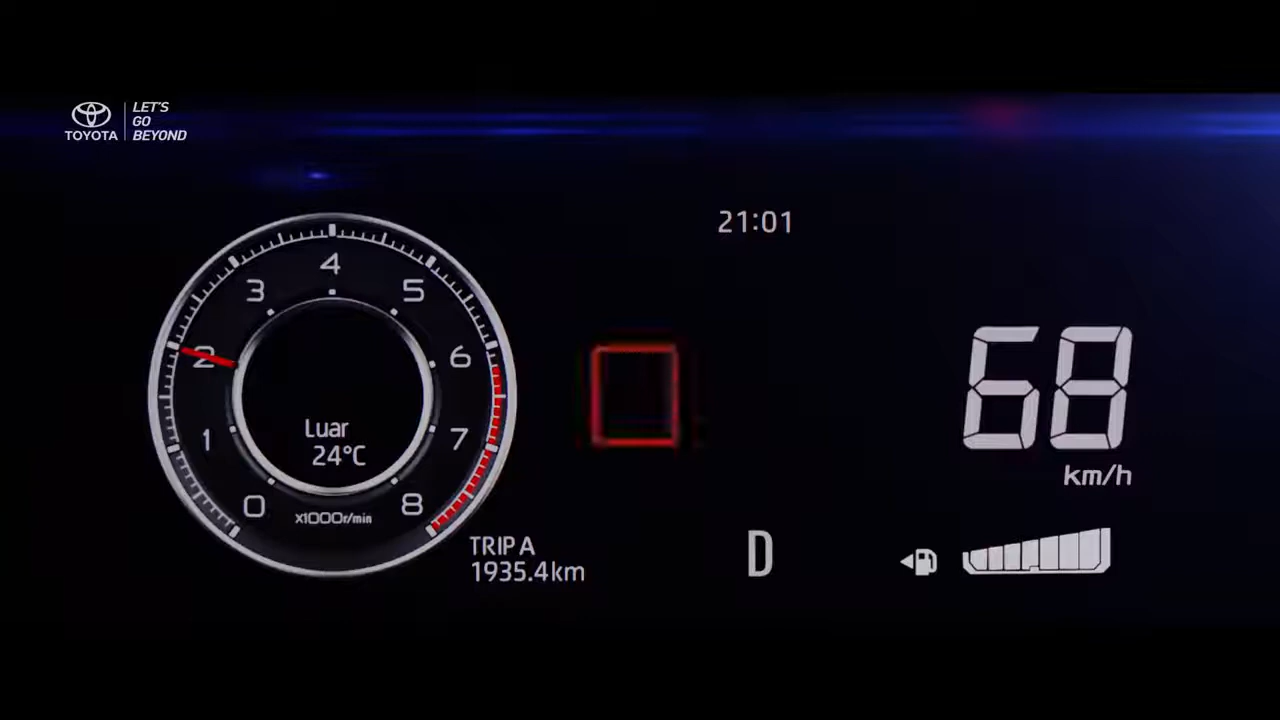 TOYOTA
LET'S
GO
BEYOND
21:01
4
3
5
2
6
1
7
0
8
x1000r/min
Luar
24°C
68
km/h
TRIP A
1935.4km
D